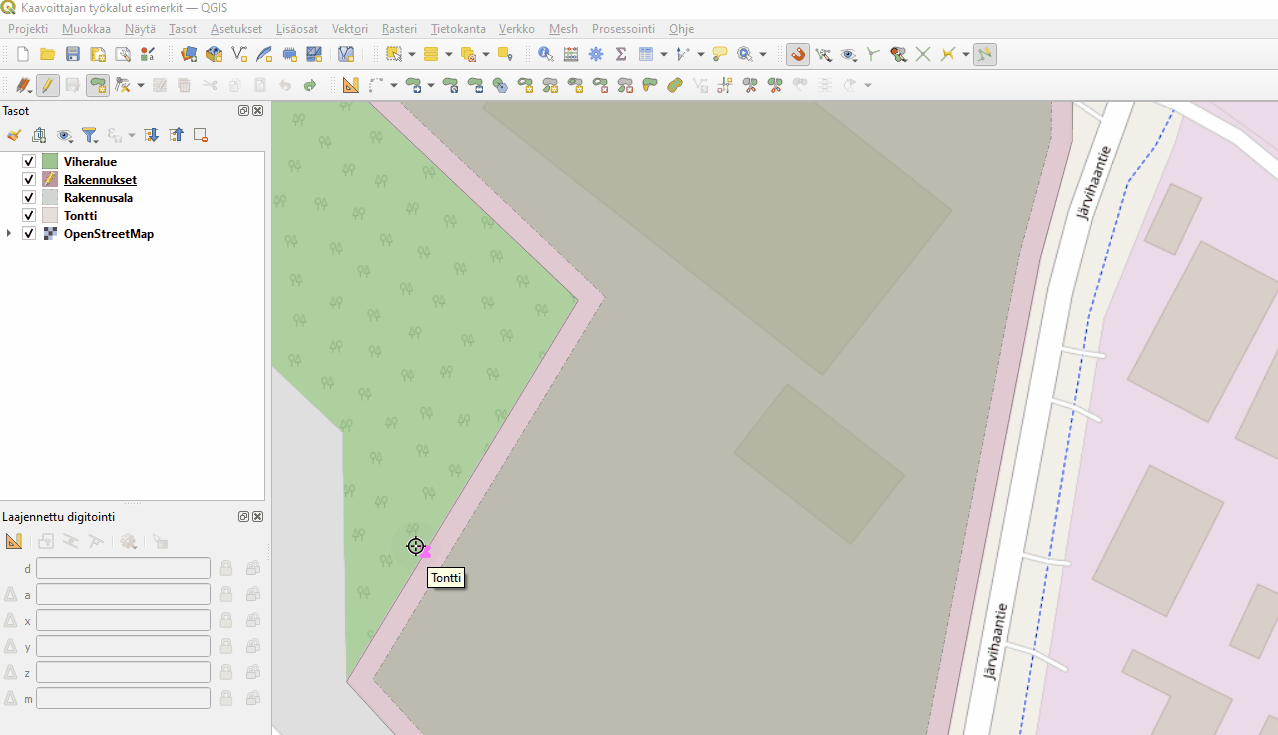 Kaavoittajan työkalut esimerkit — QGIS
Projekti Muokkaa Näytä Tasot Asetukset Lisäosat Vektori Rasteri Tietokanta Verkko Mesh Prosessointi Ohje
Tasot
Viheralue
Rakennukset
Rakennusala
Tontti
OpenStreetMap
Laajennettu digitointi
d
a
x
y
z
m
Tontti
Järvihaantie
Järvihaantie